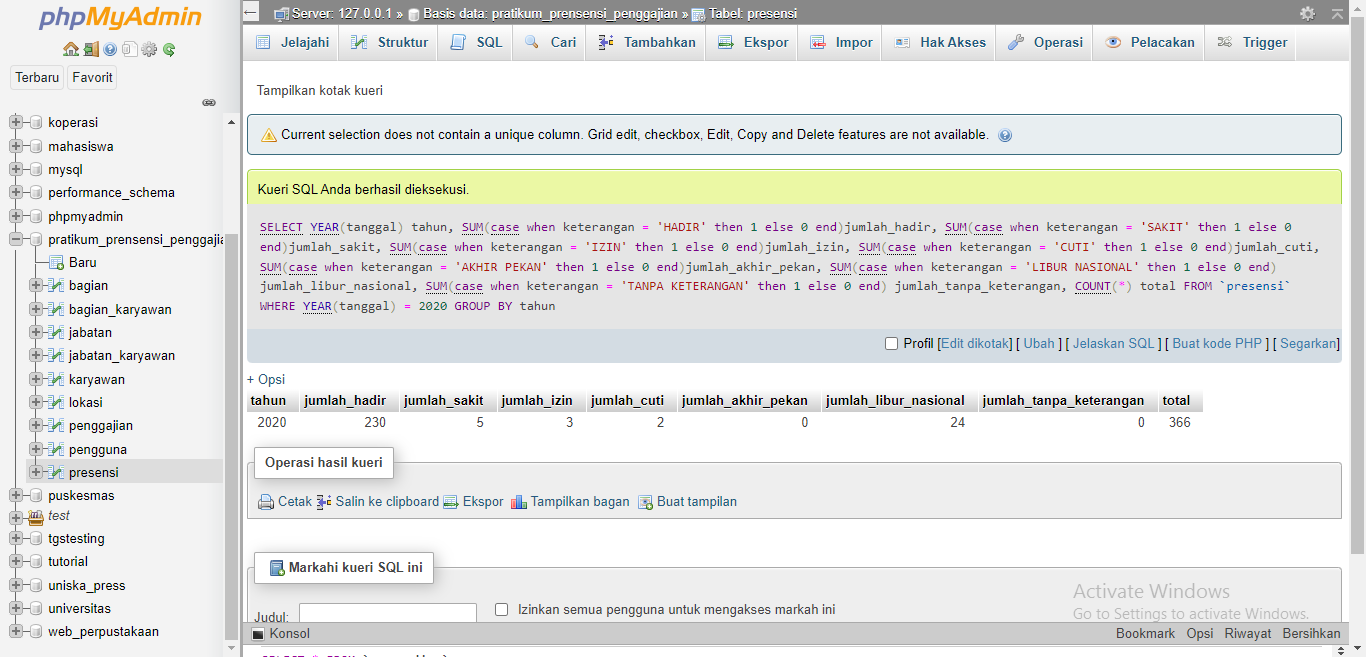 phpMyAdmin
Terbaru Favorit
koperasi
mahasiswa
mysql
performance_schema
phpmyadmin
pratikum_prensensi_penggajia
Baru
bagian
bagian_karyawan
jabatan
jabatan_karyawan
karyawan
lokasi
penggajian
pengguna
presensi
puskesmas
test
tgstesting
tutorial
uniska_press
universitas
web_perpustakaan
Server: 127.0.0.1 » Basis data: pratikum_prensensi_penggajian » Tabel: presensi
Jelajahi Struktur SQL Cari Tambahkan Ekspor Impor Hak Akses Operasi Pelacakan Trigger
Tampilkan kotak kueri
Current selection does not contain a unique column. Grid edit, checkbox, Edit, Copy and Delete features are not available.
Kueri SQL Anda berhasil dieksekusi.
SELECT YEAR(tanggal) tahun, SUM(case when keterangan = 'HADIR' then 1 else 0 end)jumlah_hadir, SUM(case when keterangan = 'SAKIT' then 1 else 0
end)jumlah_sakit, SUM(case when keterangan = 'IZIN' then 1 else 0 end)jumlah_izin, SUM(case when keterangan = 'CUTI' then 1 else 0 end)jumlah_cuti,
SUM(case when keterangan = 'AKHIR PEKAN' then 1 else 0 end)jumlah_akhir_pekan, SUM(case when keterangan = 'LIBUR NASIONAL' then 1 else 0 end)
jumlah_libur_nasional, SUM(case when keterangan = 'TANPA KETERANGAN' then 1 else 0 end) jumlah_tanpa_keterangan, COUNT(*) total FROM `presensi`
WHERE YEAR(tanggal) = 2020 GROUP BY tahun
Profil [Edit dikotak] [ Ubah ] [ Jelaskan SQL ] [ Buat kode PHP ] [ Segarkan]
+ Opsi
tahun jumlah_hadir jumlah_sakit jumlah_izin jumlah_cuti jumlah_akhir_pekan jumlah_libur_nasional jumlah_tanpa_keterangan total
2020 230 5 3 2 0 24 0 366
Operasi hasil kueri
Cetak Salin ke clipboard Ekspor Tampilkan bagan Buat tampilan
Markahi kueri SQL ini
Judul: Izinkan semua pengguna untuk mengakses markah ini
Activate Windows
Go to Settings to activate Windows.
Konsol Bookmark Opsi Riwayat Bersihkan